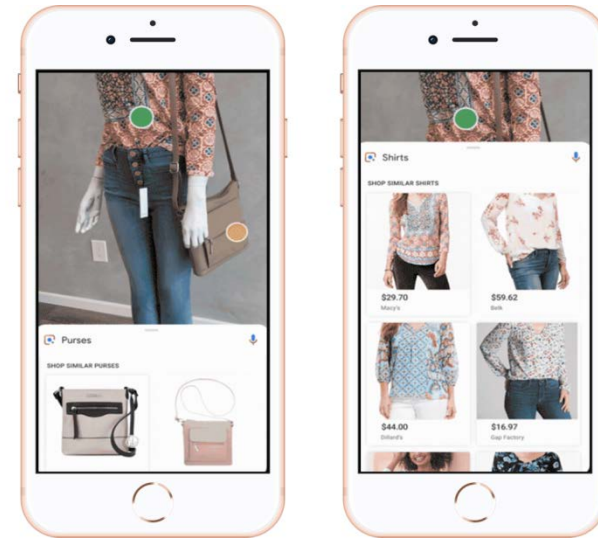 Purses
SHOP SIMILAR PURSES
Shirts
SHOP SIMILAR SHIRTS
$29.70
Macy's
$59.62
Belk
$44.00
Dillard's
$16.97
Gap Factory